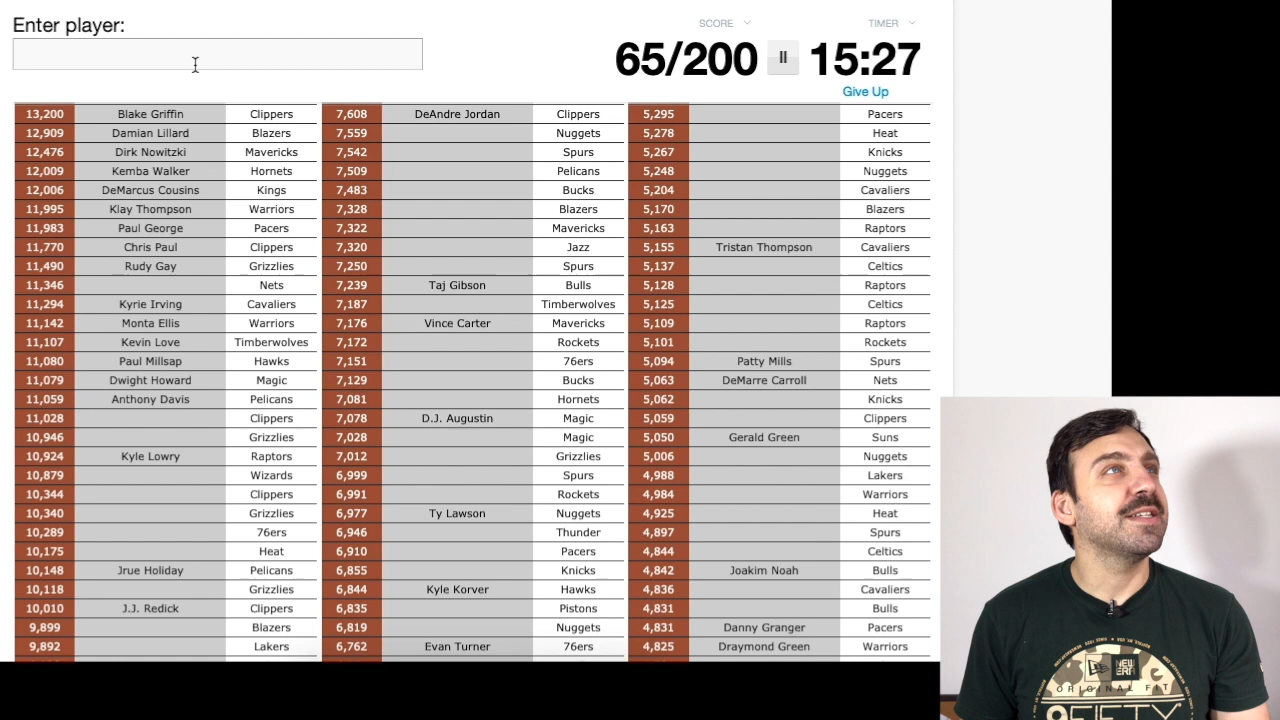 Enter player:
SCORE TIMER
65/200 15:27
Give Up
13,200 Blake Griffin Clippers
12,909 Damian Lillard Blazers
12,476 Dirk Nowitzki Mavericks
12,009 Kemba Walker Hornets
12,006 DeMarcus Cousins Kings
11,995 Klay Thompson Warriors
11,983 Paul George Pacers
11,770 Chris Paul Clippers
11,490 Rudy Gay Grizzlies
11,346 Nets
11,294 Kyrie Irving Cavaliers
11,142 Monta Ellis Warriors
11,107 Kevin Love Timberwolves
11,080 Paul Millsap Hawks
11,079 Dwight Howard Magic
11,059 Anthony Davis Pelicans
11,028 Clippers
10,946 Grizzlies
10,924 Kyle Lowry Raptors
10,879 Wizards
10,344 Clippers
10,340 Grizzlies
10,289 76ers
10,175 Heat
10,148 Jrue Holiday Pelicans
10,118 Grizzlies
10,010 J.J. Redick Clippers
9,899 Blazers
9,892 Lakers
7,608 DeAndre Jordan Clippers
7,559 Nuggets
7,542 Spurs
7,509 Pelicans
7,483 Bucks
7,328 Blazers
7,322 Mavericks
7,320 Jazz
7,250 Spurs
7,239 Taj Gibson Bulls
7,187 Timberwolves
7,176 Vince Carter Mavericks
7,172 Rockets
7,151 76ers
7,129 Bucks
7,081 Hornets
7,078 D.J. Augustin Magic
7,028 Magic
7,012 Grizzlies
6,999 Spurs
6,991 Rockets
6,977 Ty Lawson Nuggets
6,946 Thunder
6,910 Pacers
6,855 Knicks
6,844 Kyle Korver Hawks
6,835 Pistons
6,819 Nuggets
6,762 Evan Turner 76ers
5,295 Pacers
5,278 Heat
5,267 Knicks
5,248 Nuggets
5,204 Cavaliers
5,170 Blazers
5,163 Raptors
5,155 Tristan Thompson Cavaliers
5,137 Celtics
5,128 Raptors
5,125 Celtics
5,109 Raptors
5,101 Rockets
5,094 Patty Mills Spurs
5,063 DeMarre Carroll Nets
5,062 Knicks
5,059 Clippers
5,050 Gerald Green Suns
5,006 Nuggets
4,988 Lakers
4,984 Warriors
4,925 Heat
4,897 Spurs
4,844 Celtics
4,842 Joakim Noah Bulls
4,836 Cavaliers
4,831 Bulls
4,831 Danny Granger Pacers
4,825 Draymond Green Warriors
NEW ERA
ORIGINAL FIT
9FIFTY